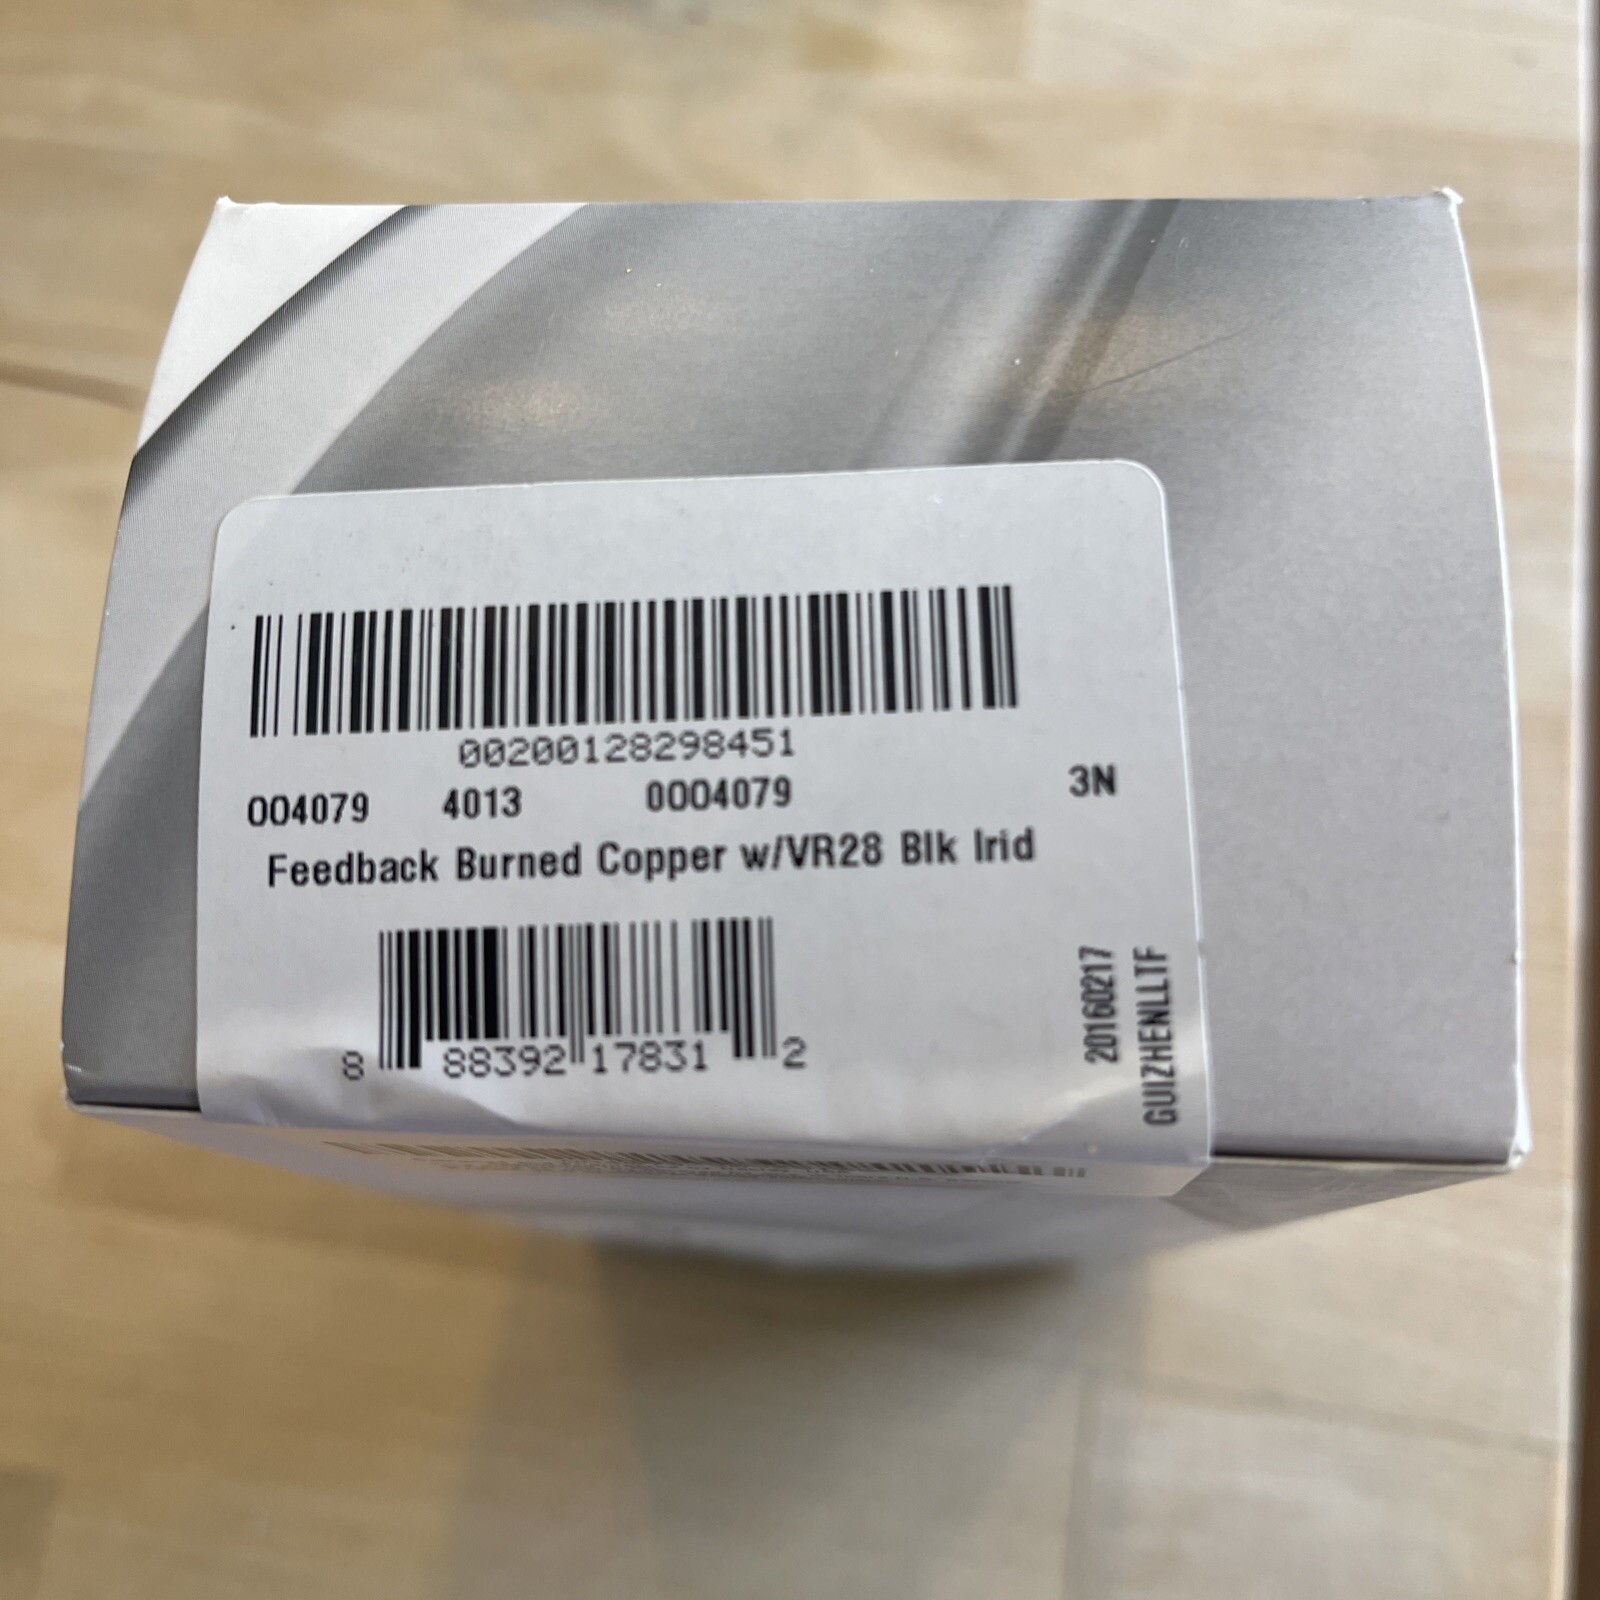 00200128298451
004079 4013 0004079 3N
Feedback Burned Copper w/VR28 Blk Irid
8 88392 17831 2
20160217
GUIZHENLLTF